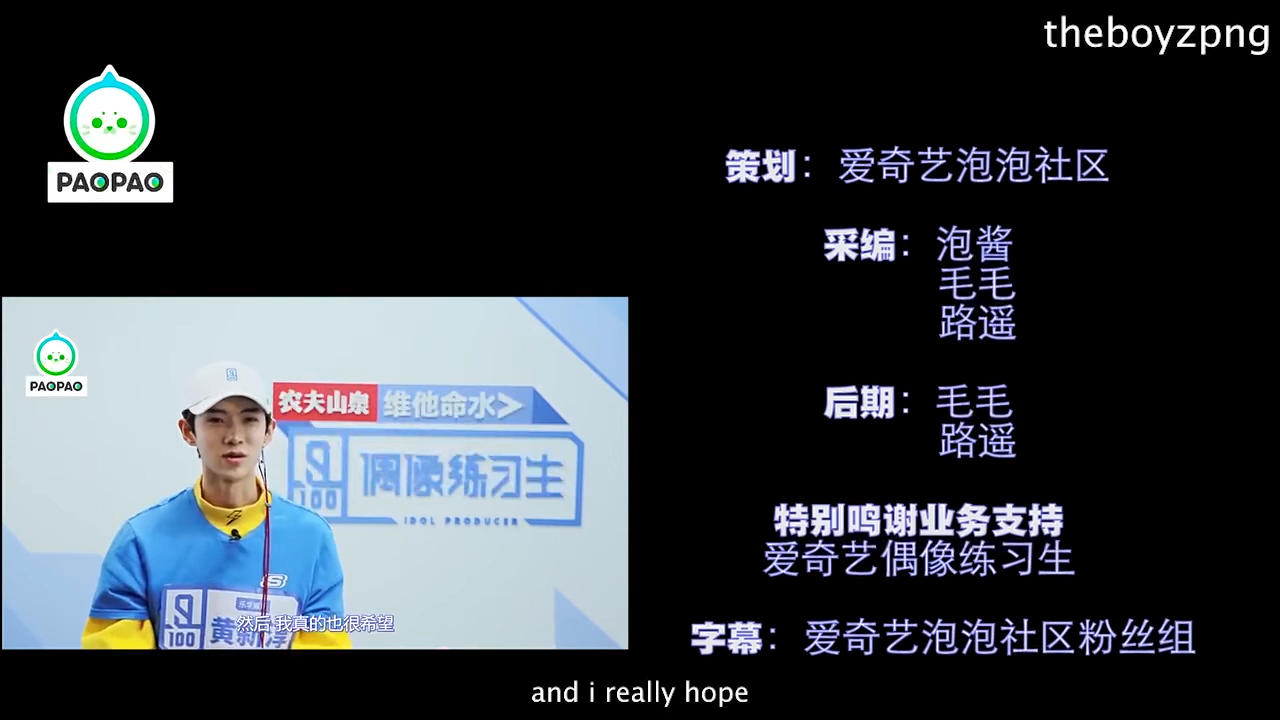 theboyzpng
PAOPAO
策划：爱奇艺泡泡社区
采编：泡酱
毛毛
路遥
后期：毛毛
路遥
特别鸣谢业务支持
爱奇艺偶像练习生
字幕：爱奇艺泡泡社区粉丝组
PAOPAO
农夫山泉 维他命水>
100 偶像练习生
IDOL PRODUCER
S
100
黄
然后 我真的也很希望
and i really hope